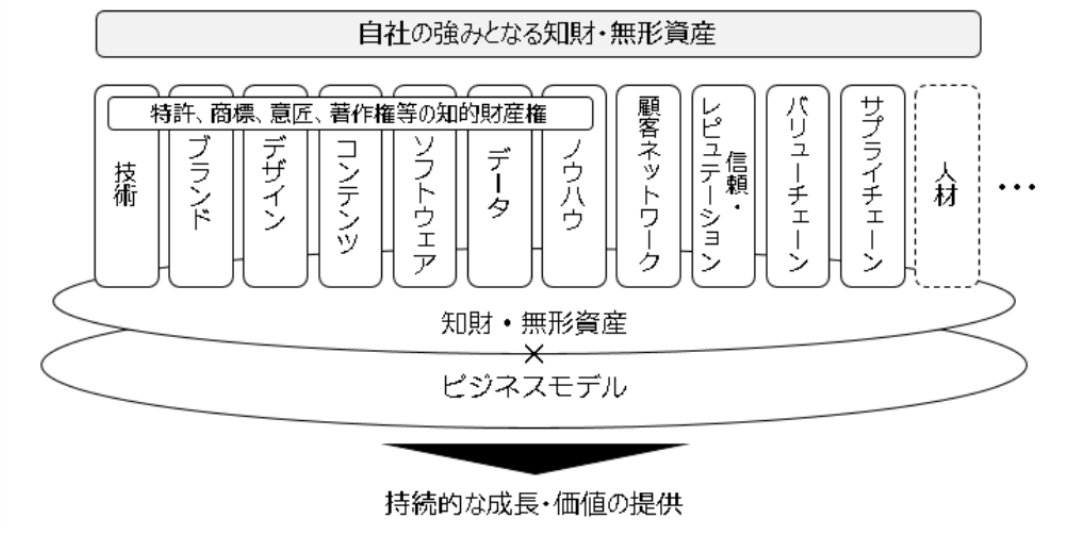 自社の強みとなる知財・無形資産
特許、商標、意匠、著作権等の知的財産権
技術
ブランド
デザイン
コンテンツ
ソフトウェア
データ
ノウハウ
顧客ネットワーク
信頼・
レピュテーション
バリューチェーン
サプライチェーン
人材
・・・
知財・無形資産
×
ビジネスモデル
持続的な成長・価値の提供